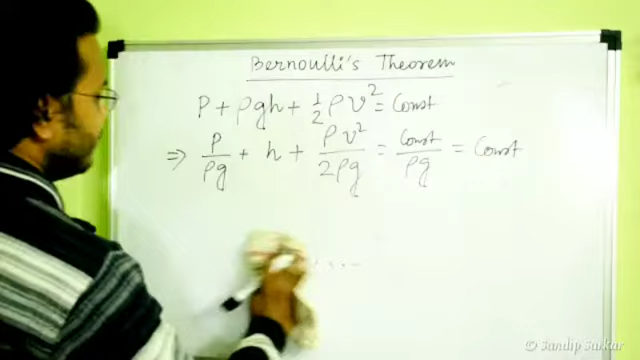 Bernoulli's Theorem
P + ρgh + 1/2 ρv² = Const
⇒ P/ρg + h + ρv²/2ρg = Const/ρg = Const
© Sandip Sarkar